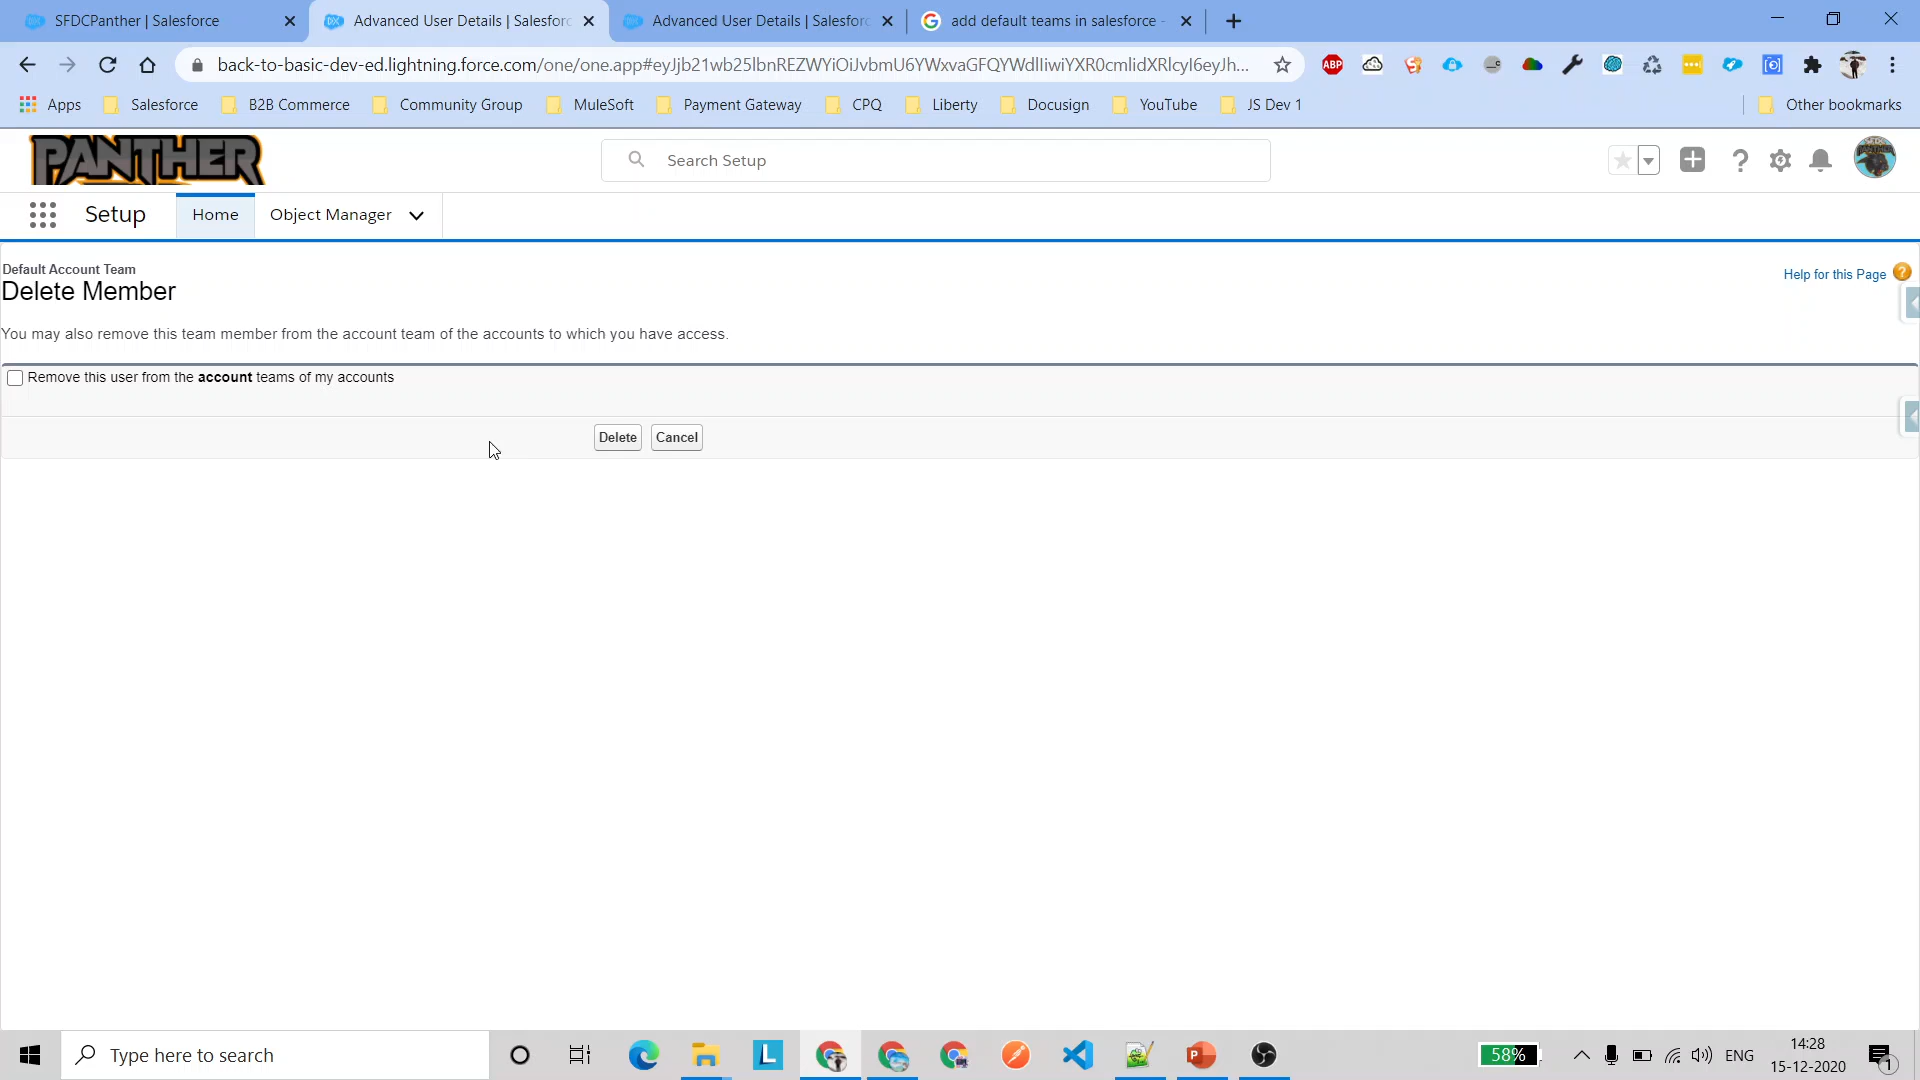 SFDCPanther | Salesforce
Advanced User Details | Salesforc
Advanced User Details | Salesforc
add default teams in salesforce -
back-to-basic-dev-ed.lightning.force.com/one/one.app#eyJjb21wb25lbnREZWYiOiJvbmU6YWxvaGFQYWdlIiwiYXR0cmlidXRlcyI6eyJh...
ABP
Apps
Salesforce
B2B Commerce
Community Group
MuleSoft
Payment Gateway
CPQ
Liberty
Docusign
YouTube
JS Dev 1
Other bookmarks
PANTHER
Search Setup
Setup
Home
Object Manager
Default Account Team
Delete Member
Help for this Page
You may also remove this team member from the account team of the accounts to which you have access.
Remove this user from the account teams of my accounts
Delete
Cancel
Type here to search
58%
ENG
14:28
15-12-2020
1